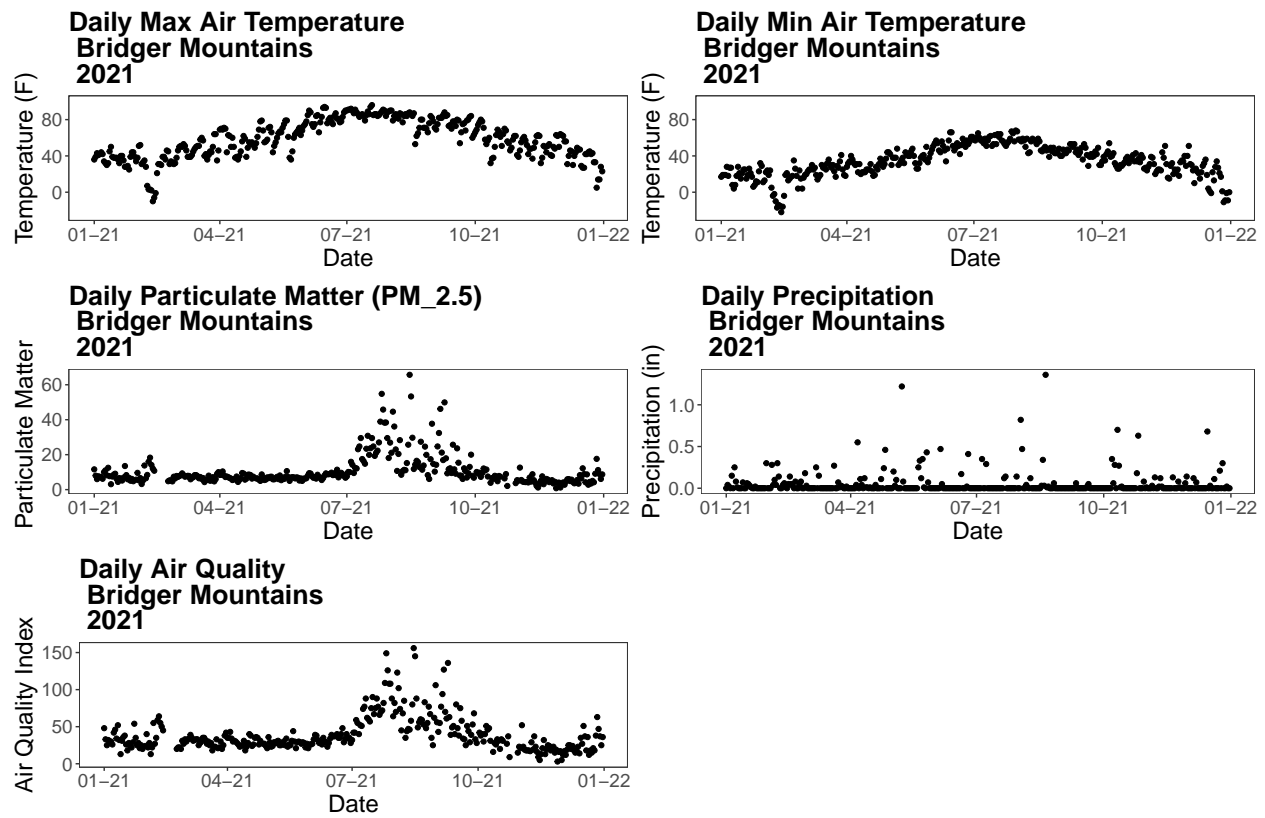 Daily Max Air Temperature
Bridger Mountains
2021
Temperature (F)
80
40
0
01–21 04–21 07–21 10–21 01–22
Date
Daily Min Air Temperature
Bridger Mountains
2021
Temperature (F)
80
40
0
01–21 04–21 07–21 10–21 01–22
Date
Daily Particulate Matter (PM_2.5)
Bridger Mountains
2021
Particulate Matter
60
40
20
0
01–21 04–21 07–21 10–21 01–22
Date
Daily Precipitation
Bridger Mountains
2021
Precipitation (in)
1.0
0.5
0.0
01–21 04–21 07–21 10–21 01–22
Date
Daily Air Quality
Bridger Mountains
2021
Air Quality Index
150
100
50
0
01–21 04–21 07–21 10–21 01–22
Date